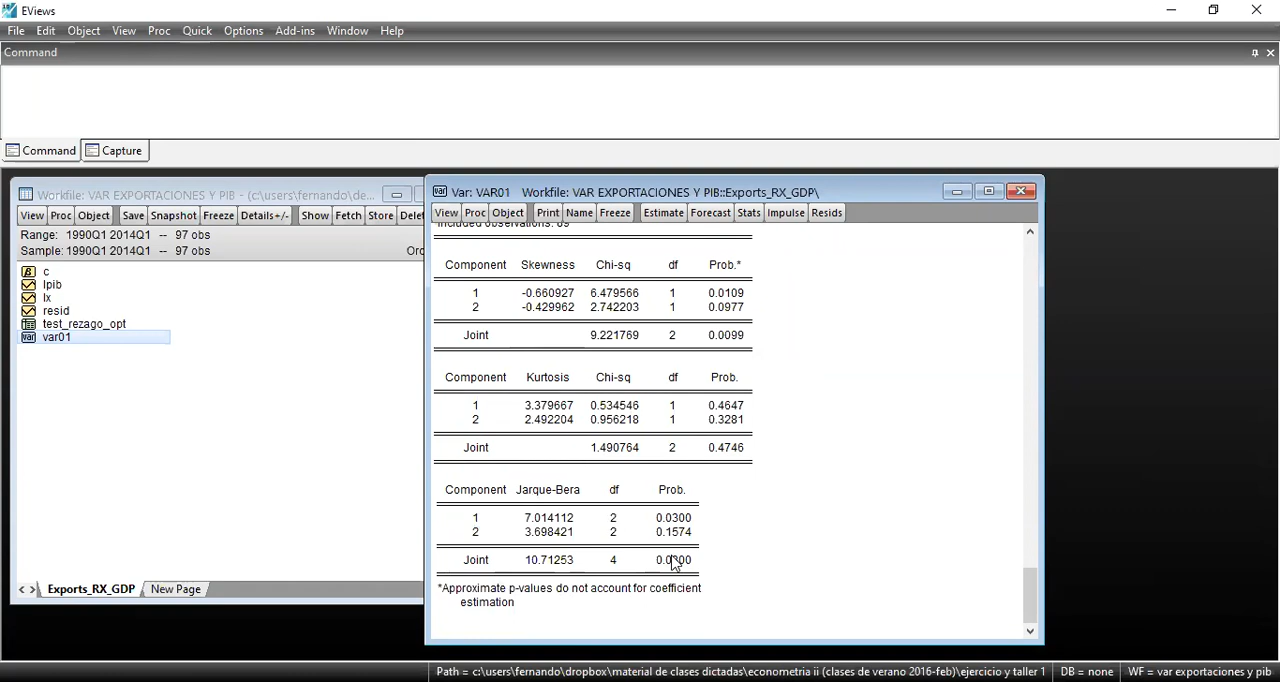 EViews
File Edit Object View Proc Quick Options Add-ins Window Help
Command
Command Capture
Workfile: VAR EXPORTACIONES Y PIB - (c:\users\fernando\de...
View Proc Object Save Snapshot Freeze Details+/- Show Fetch Store Delet
Range: 1990Q1 2014Q1 -- 97 obs
Sample: 1990Q1 2014Q1 -- 97 obs Orc
c
lpib
lx
resid
test_rezago_opt
var01
Exports_RX_GDP New Page
Var: VAR01 Workfile: VAR EXPORTACIONES Y PIB::Exports_RX_GDP\
View Proc Object Print Name Freeze Estimate Forecast Stats Impulse Resids
Included observations: 89
Component Skewness Chi-sq df Prob.*
1 -0.660927 6.479566 1 0.0109
2 -0.429962 2.742203 1 0.0977
Joint 9.221769 2 0.0099
Component Kurtosis Chi-sq df Prob.
1 3.379667 0.534546 1 0.4647
2 2.492204 0.956218 1 0.3281
Joint 1.490764 2 0.4746
Component Jarque-Bera df Prob.
1 7.014112 2 0.0300
2 3.698421 2 0.1574
Joint 10.71253 4
*Approximate p-values do not account for coefficient
estimation
Path = c:\users\fernando\dropbox\material de clases dictadas\econometria ii (clases de verano 2016-feb)\ejercicio y taller 1 DB = none WF = var exportaciones y pib